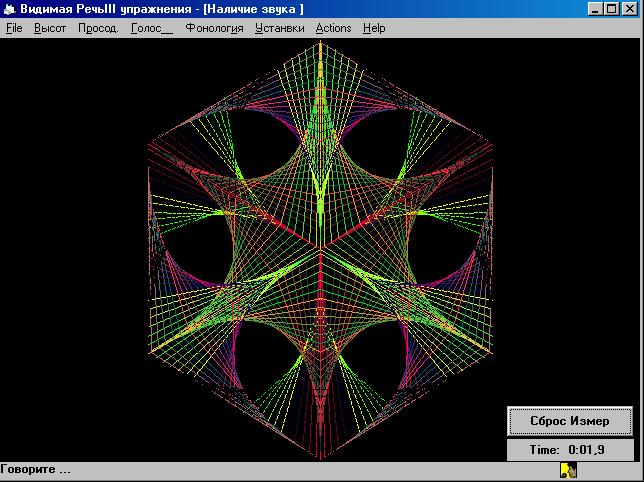 Видимая РечьIII упражнения - [Наличие звука ]
File Высот Просод. Голос__ Фонология Устанвки Actions Help
Сброс Измер
Time: 0:01,9
Говорите ...